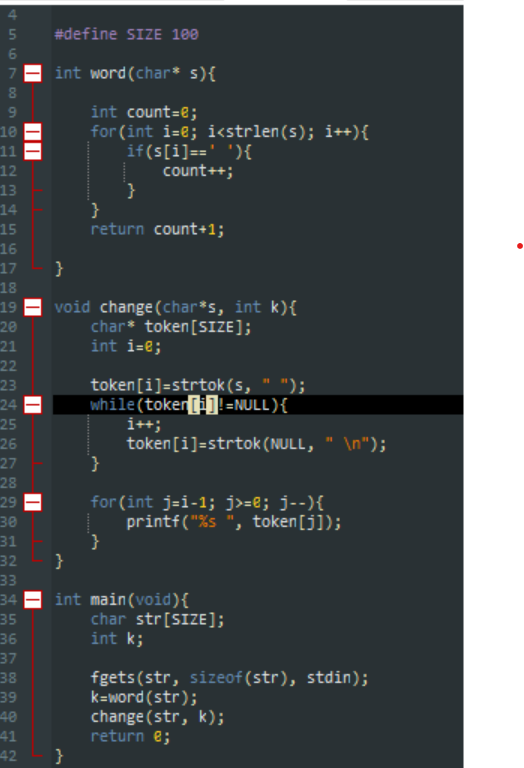 4
5 #define SIZE 100
6
7 int word(char* s){
8
9     int count=0;
10     for(int i=0; i<strlen(s); i++){
11         if(s[i]==' '){
12             count++;
13         }
14     }
15     return count+1;
16
17 }
18
19 void change(char*s, int k){
20     char* token[SIZE];
21     int i=0;
22
23     token[i]=strtok(s, " ");
24     while(token[i]!=NULL){
25         i++;
26         token[i]=strtok(NULL, " \n");
27     }
28
29     for(int j=i-1; j>=0; j--){
30         printf("%s ", token[j]);
31     }
32 }
33
34 int main(void){
35     char str[SIZE];
36     int k;
37
38     fgets(str, sizeof(str), stdin);
39     k=word(str);
40     change(str, k);
41     return 0;
42 }